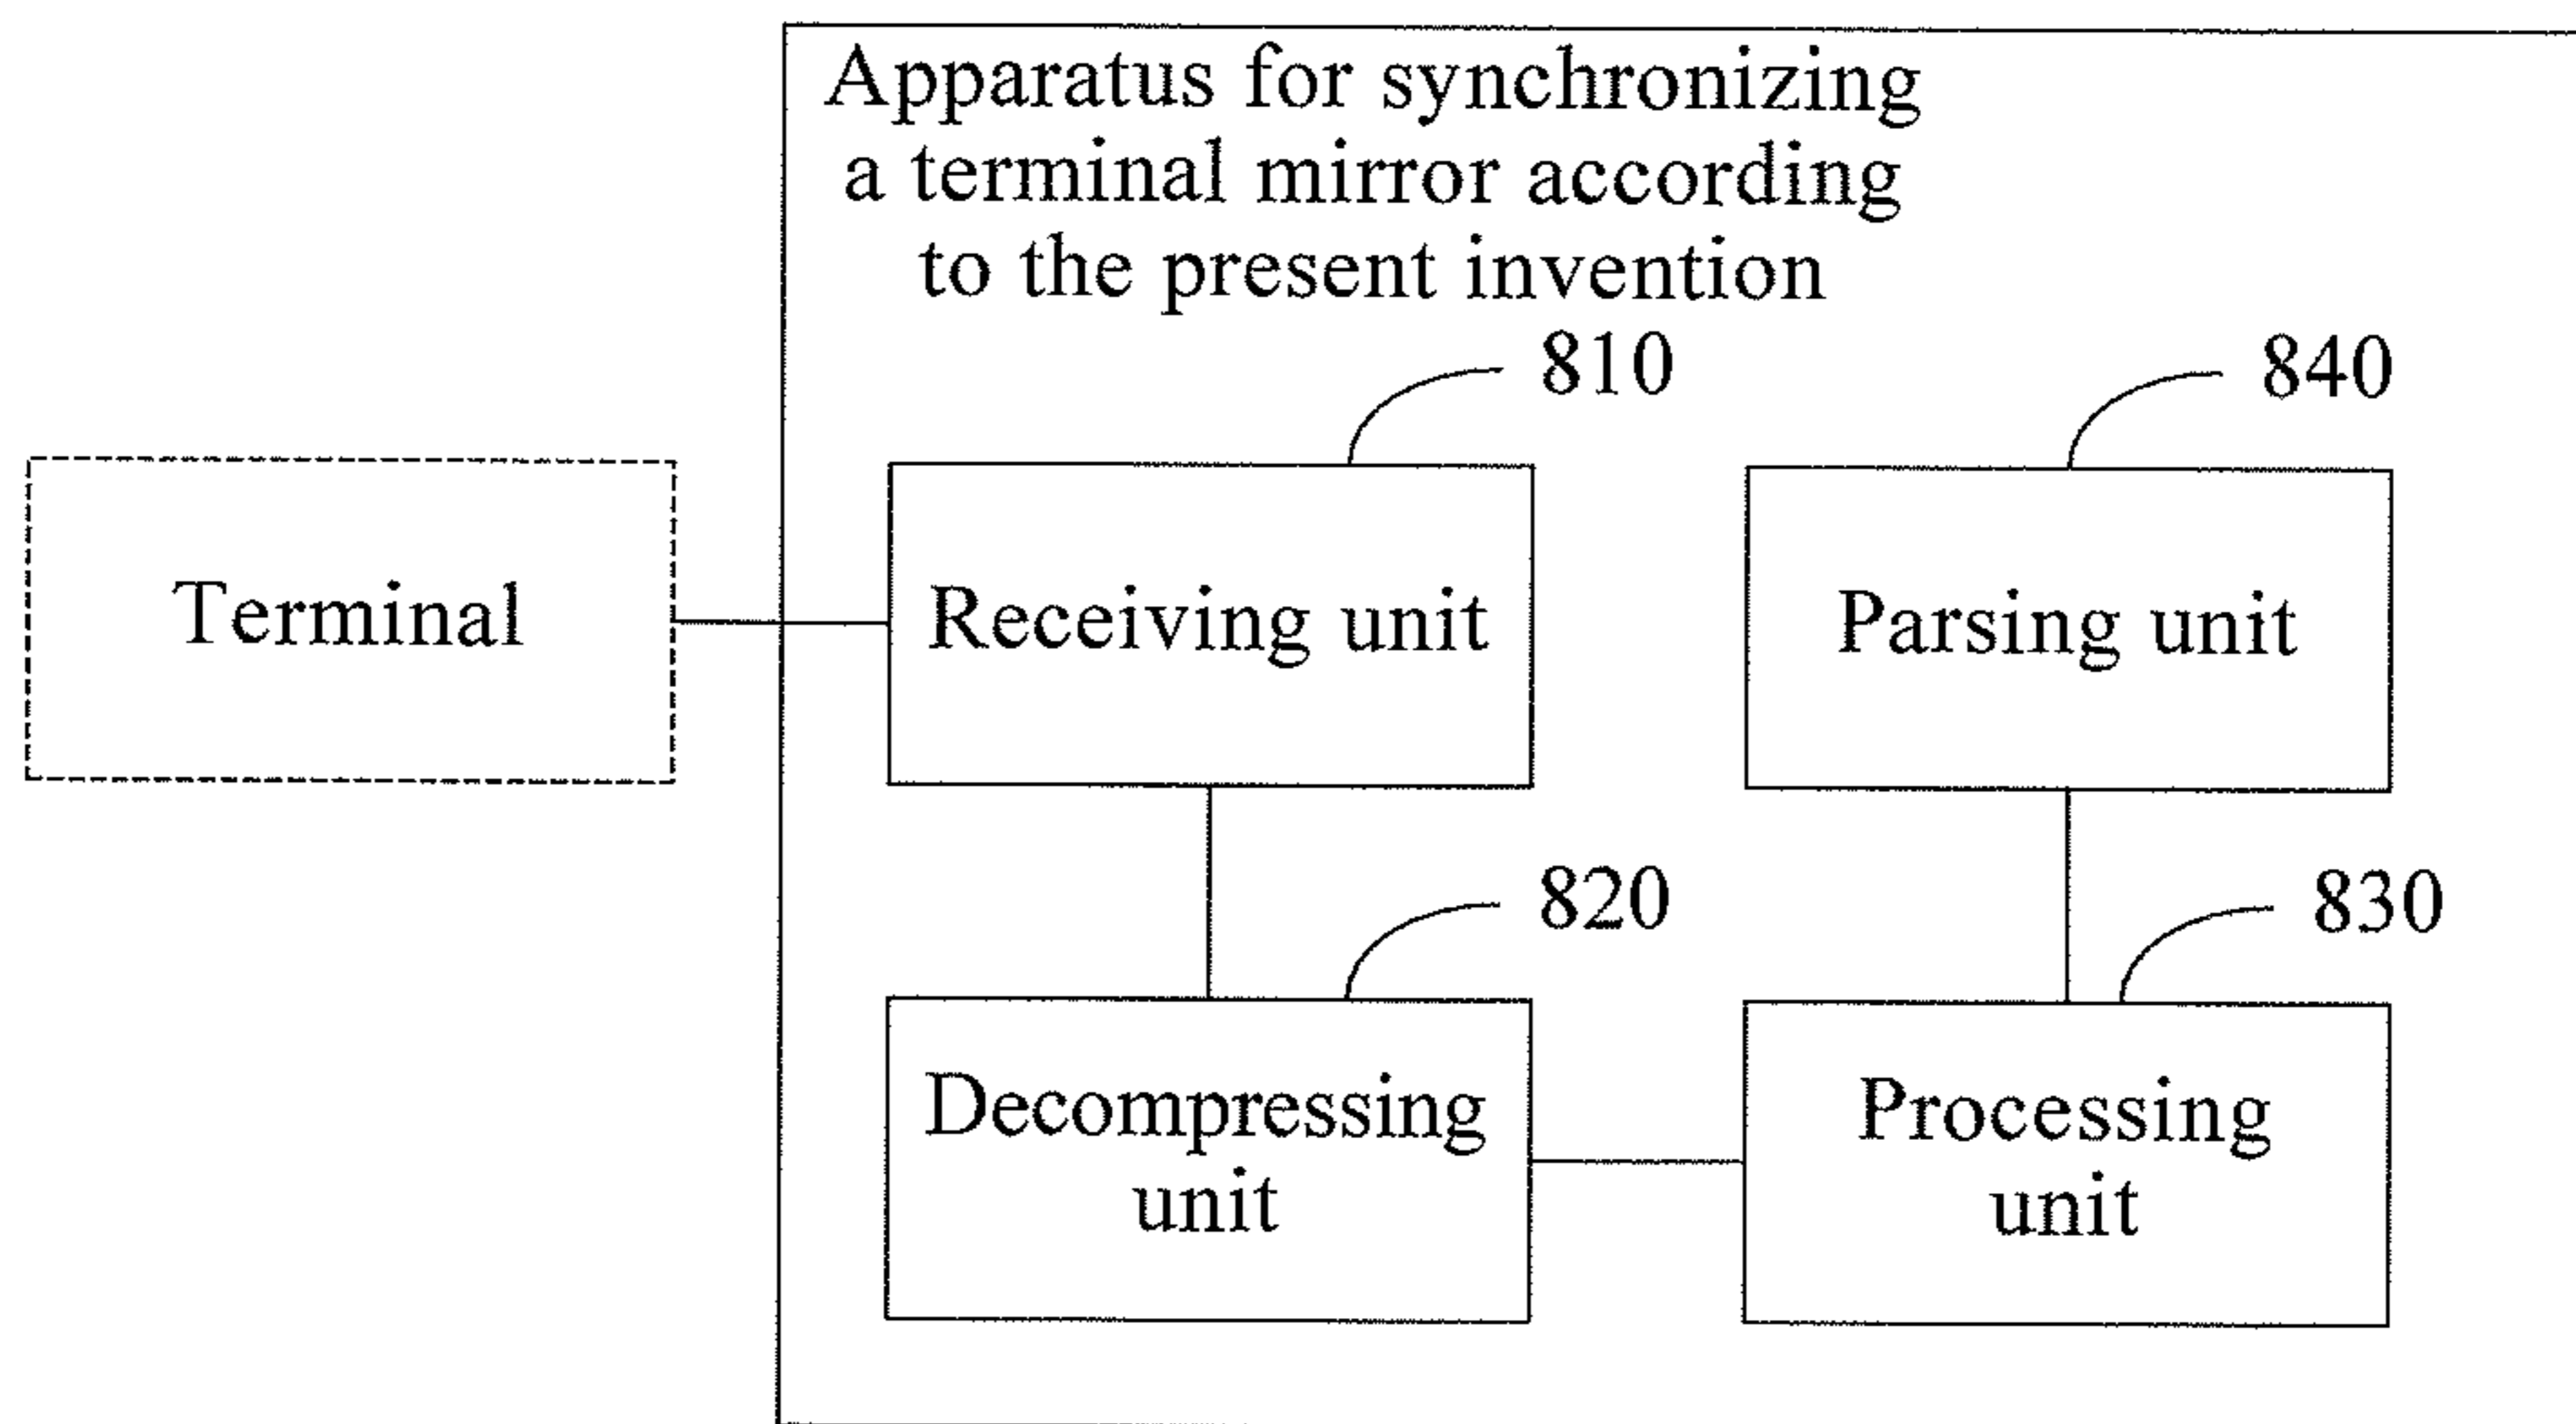 Apparatus for synchronizing
a terminal mirror according
to the present invention
810
840
Terminal
Receiving unit
Parsing unit
820
830
Decompressing
unit
Processing
unit